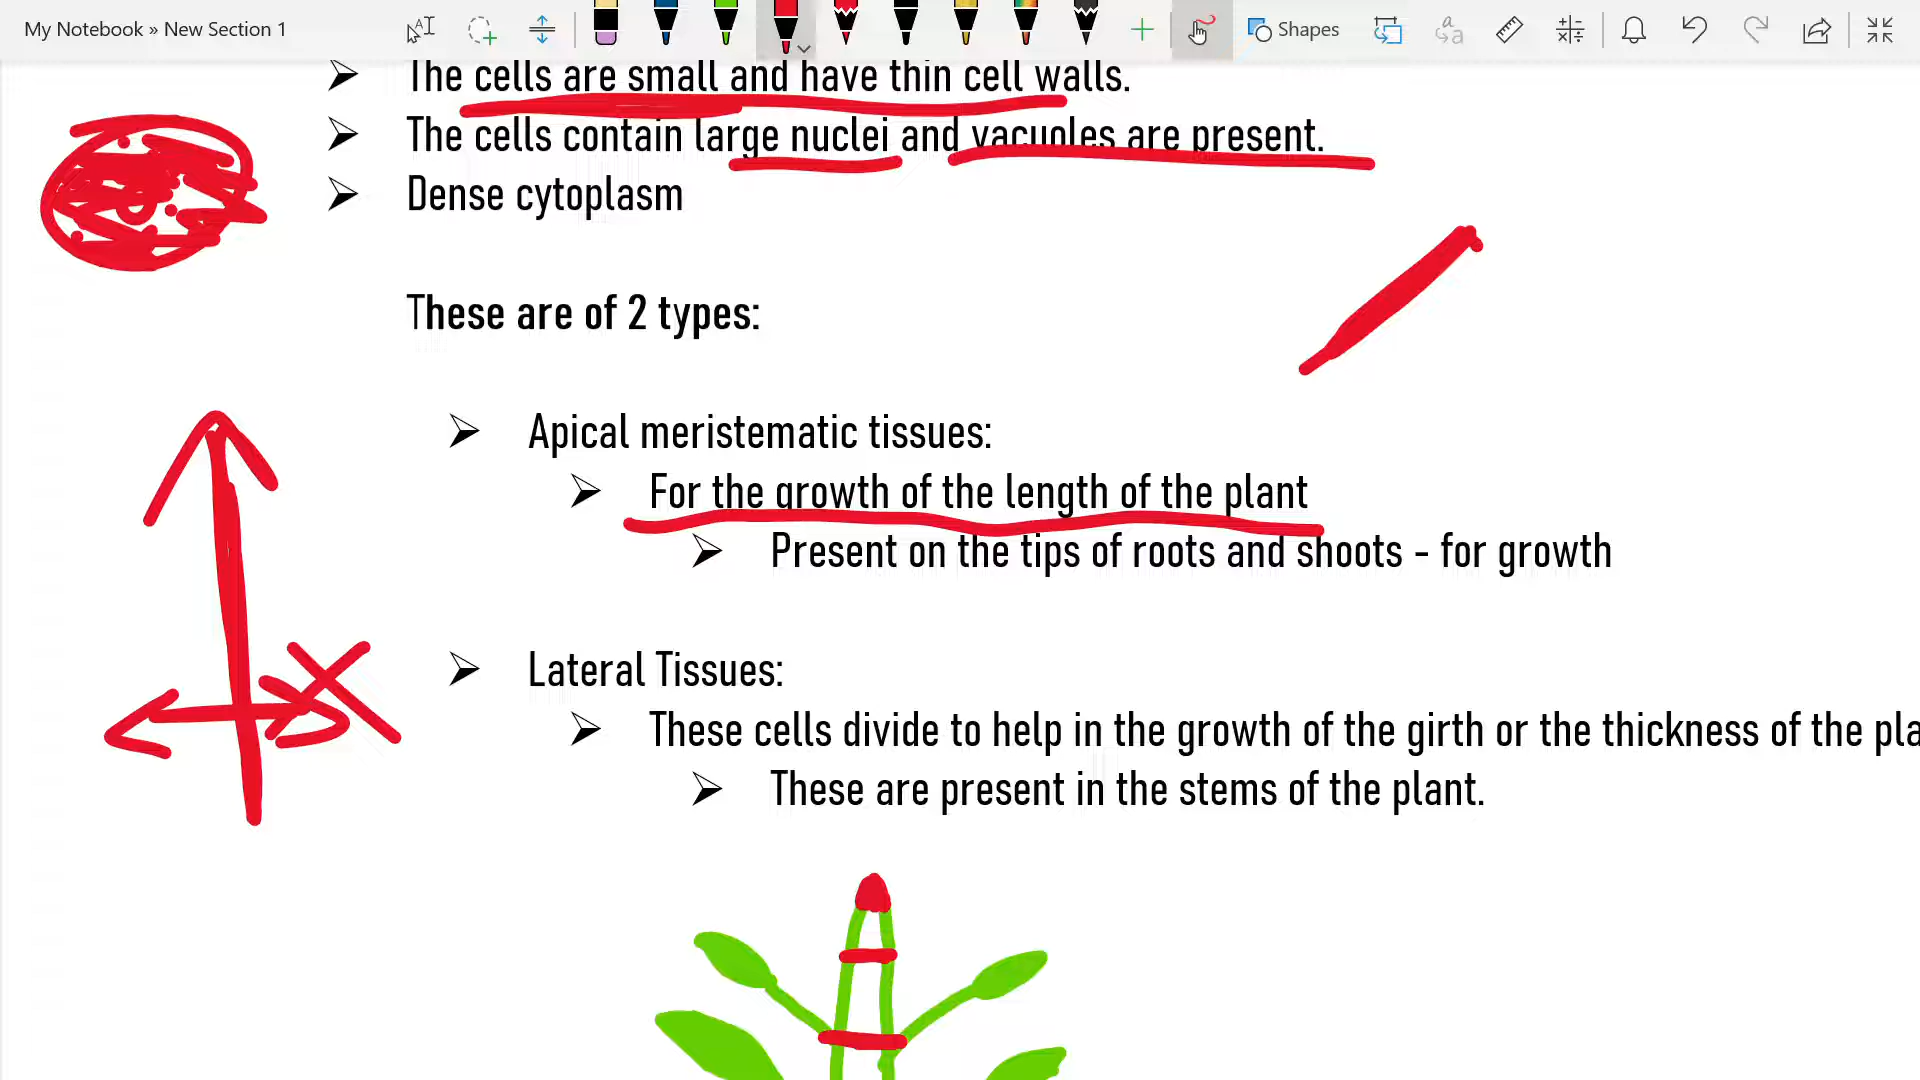 My Notebook » New Section 1
Shapes
The cells are small and have thin cell walls.
The cells contain large nuclei and vacuoles are present.
Dense cytoplasm
These are of 2 types:
Apical meristematic tissues:
For the growth of the length of the plant
Present on the tips of roots and shoots - for growth
Lateral Tissues:
These cells divide to help in the growth of the girth or the thickness of the pla
These are present in the stems of the plant.